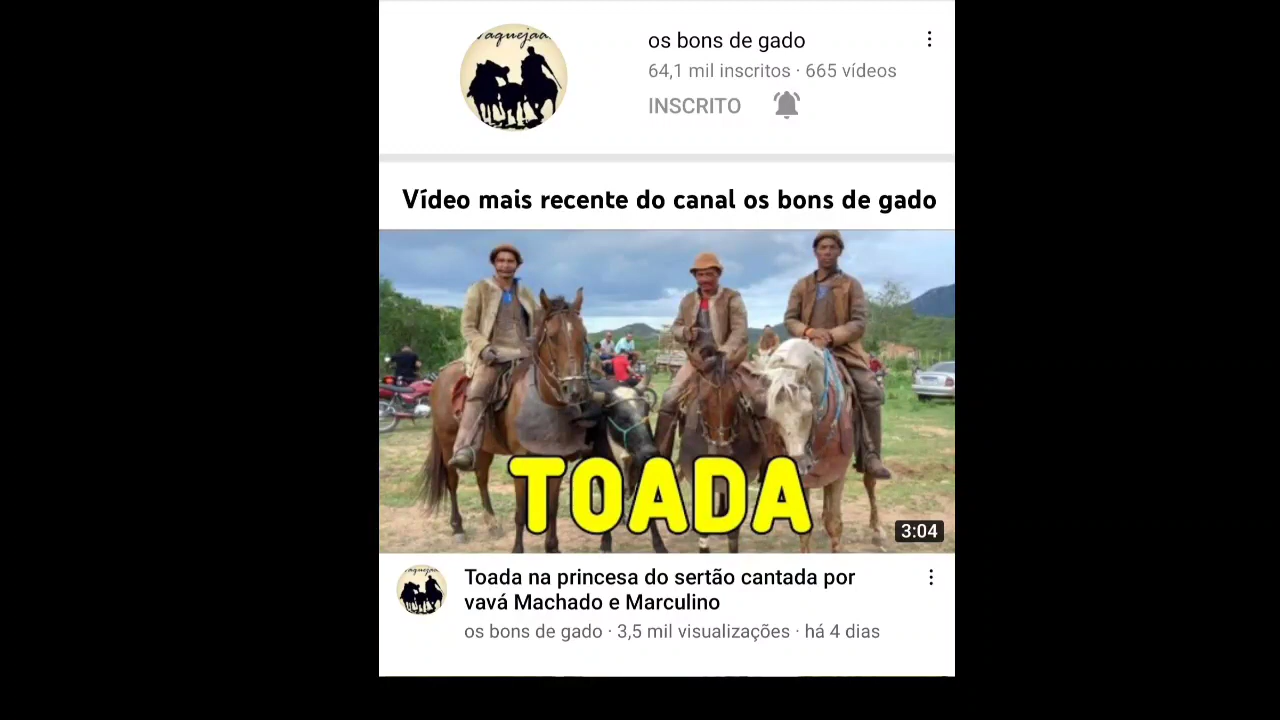 os bons de gado
64,1 mil inscritos · 665 vídeos
INSCRITO
Vídeo mais recente do canal os bons de gado
TOADA
3:04
Toada na princesa do sertão cantada por
vavá Machado e Marculino
os bons de gado · 3,5 mil visualizações · há 4 dias